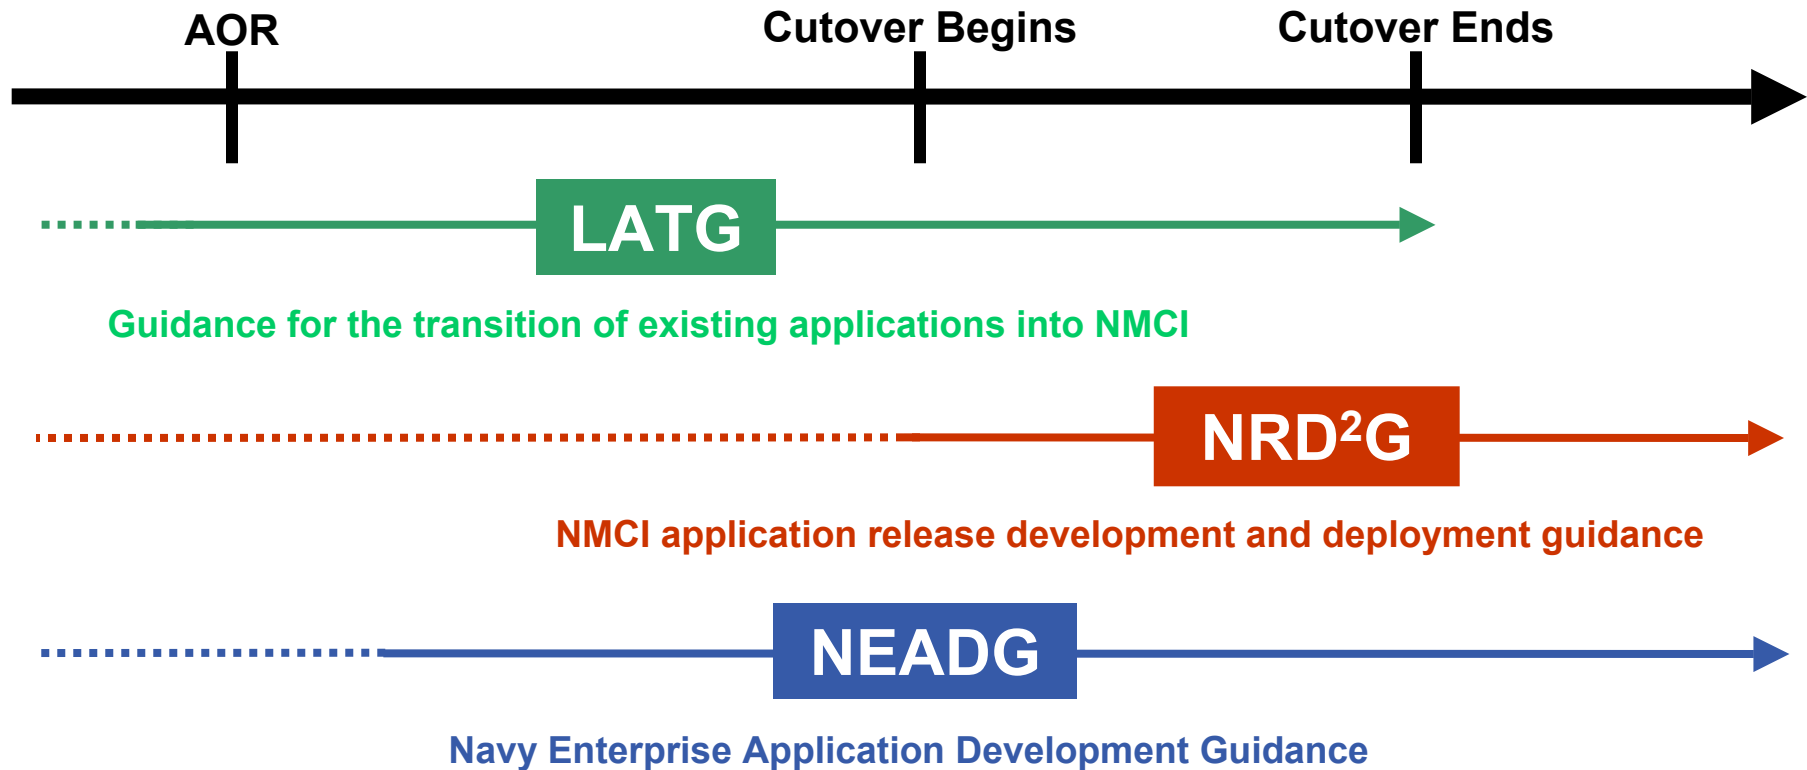 AOR
Cutover Begins
Cutover Ends
LATG
Guidance for the transition of existing applications into NMCI
NRD²G
NMCI application release development and deployment guidance
NEADG
Navy Enterprise Application Development Guidance